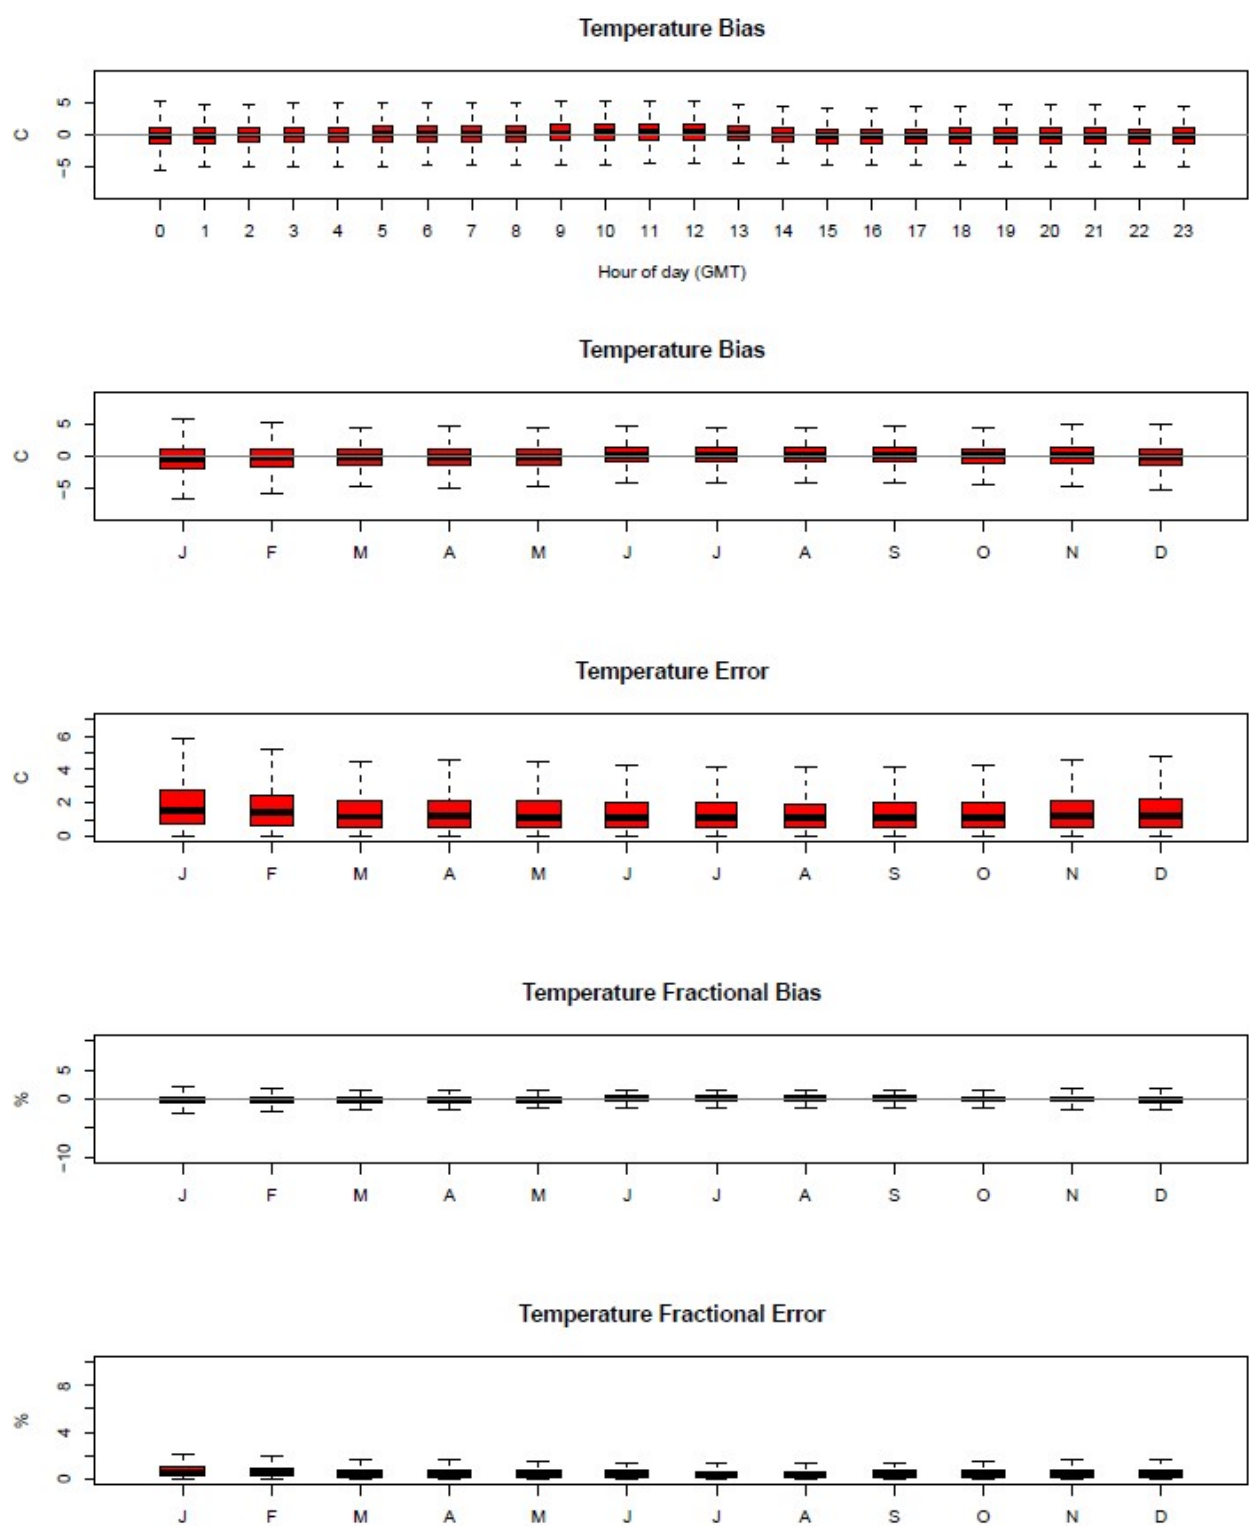 Temperature Bias
C
5
0
−5
0 1 2 3 4 5 6 7 8 9 10 11 12 13 14 15 16 17 18 19 20 21 22 23
Hour of day (GMT)
Temperature Bias
C
5
0
−5
J F M A M J J A S O N D
Temperature Error
C
6
4
2
0
J F M A M J J A S O N D
Temperature Fractional Bias
%
5
0
−10
J F M A M J J A S O N D
Temperature Fractional Error
%
8
4
0
J F M A M J J A S O N D